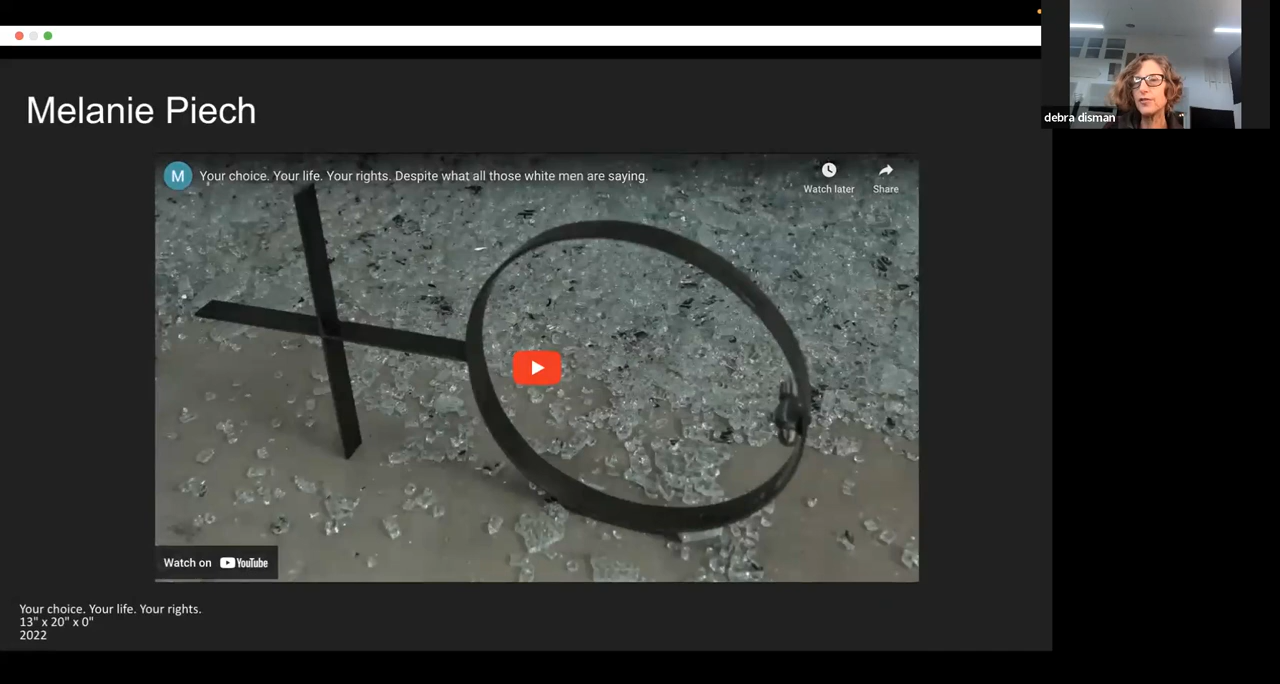 debra disman
Melanie Piech
M
Your choice. Your life. Your rights. Despite what all those white men are saying.
Watch later
Share
Watch on YouTube
Your choice. Your life. Your rights.
13" x 20" x 0"
2022